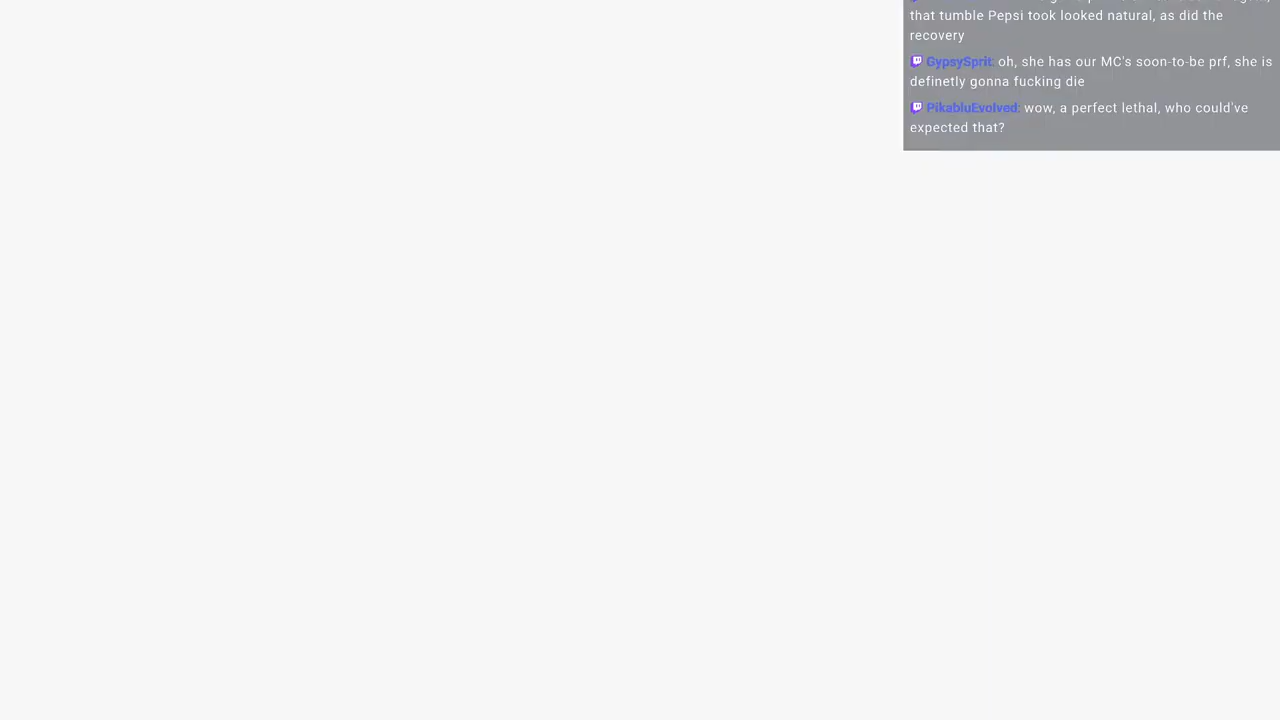 that tumble Pepsi took looked natural, as did the
recovery
GypsySprit: oh, she has our MC's soon-to-be prf, she is
definetly gonna fucking die
PikabluEvolved: wow, a perfect lethal, who could've
expected that?